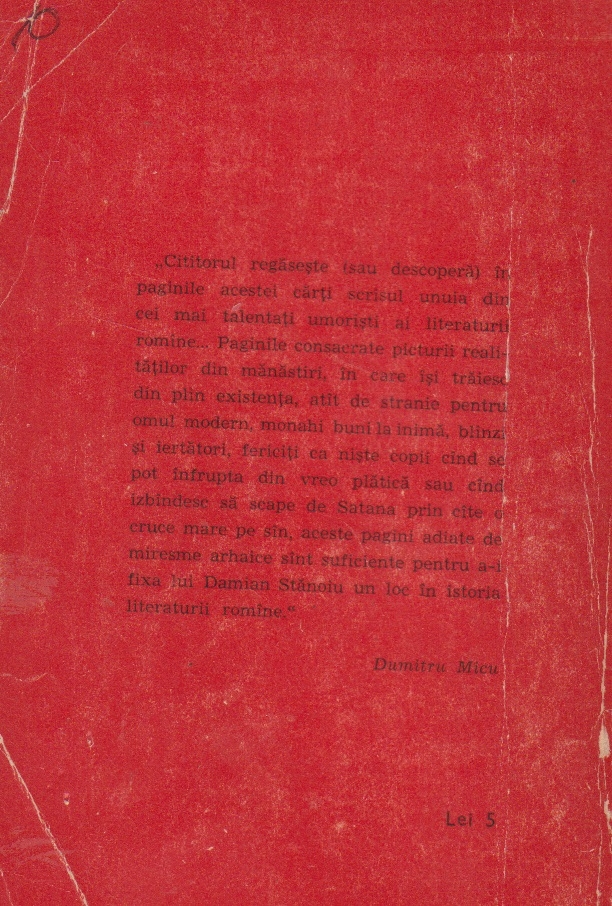 10
„Cititorul regăsește (sau descoperă) în
paginile acestei cărți scrisul unuia din
cei mai talentați umoriști ai literaturii
romîne... Paginile consacrate picturii reali-
tăților din mănăstiri, în care își trăiesc
din plin existența, atît de stranie pentru
omul modern, monahi buni la inimă, blînzi
și iertători, fericiți ca niște copii cînd se
pot înfrupta din vreo plătică sau cînd
izbîndesc să scape de Satana prin cîte o
cruce mare pe sîn, aceste pagini adiate de
miresme arhaice sînt suficiente pentru a-i
fixa lui Damian Stănoiu un loc în istoria
literaturii romîne.“
Dumitru Micu
Lei 5